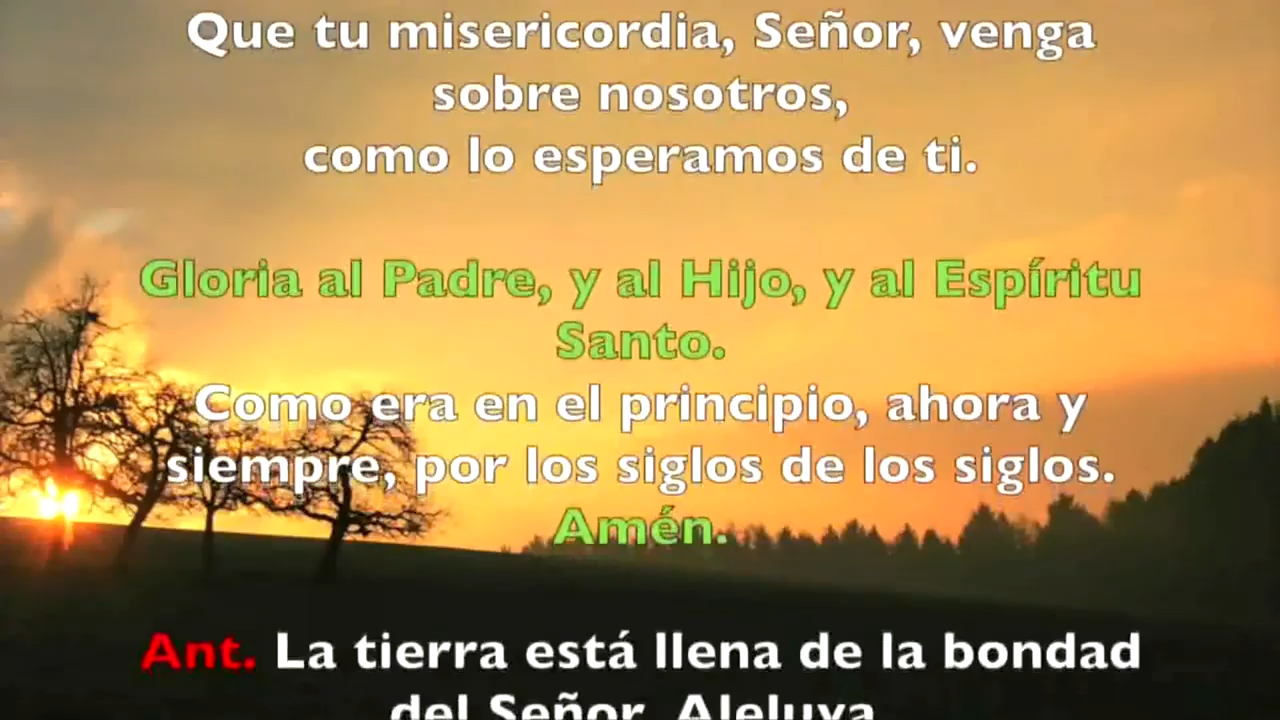 Que tu misericordia, Señor, venga
sobre nosotros,
como lo esperamos de ti.
Gloria al Padre, y al Hijo, y al Espíritu
Santo.
Como era en el principio, ahora y
siempre, por los siglos de los siglos.
Amén.
Ant. La tierra está llena de la bondad
del Señor. Aleluya